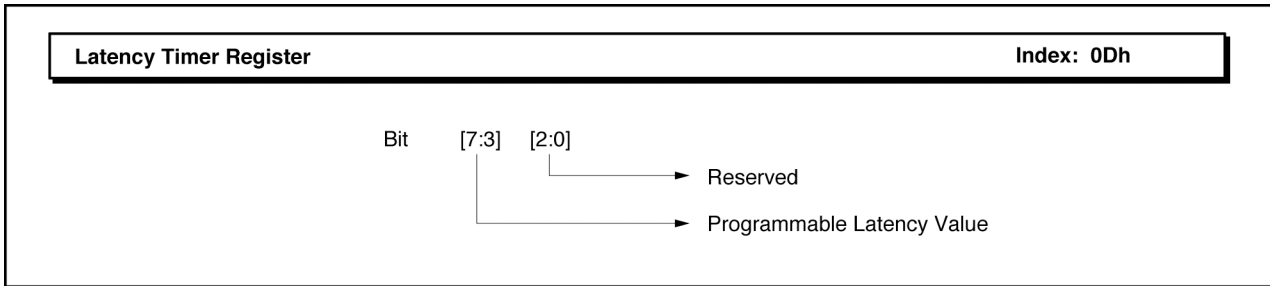 Latency Timer Register Index: 0Dh
Bit [7:3] [2:0]
Reserved
Programmable Latency Value